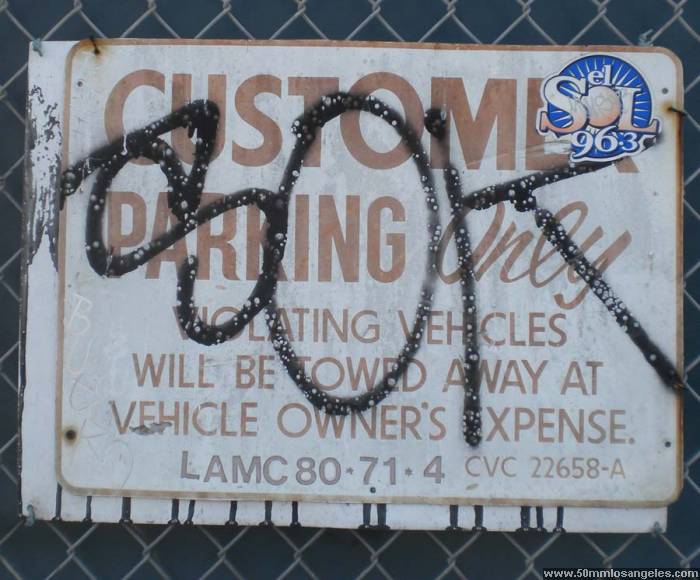 CUSTOMER
el
SOL
96.3
PARKING Only
VIOLATING VEHICLES
WILL BE TOWED AWAY AT
VEHICLE OWNER'S EXPENSE.
LAMC 80·71·4 CVC 22658-A
www.50mmlosangeles.com